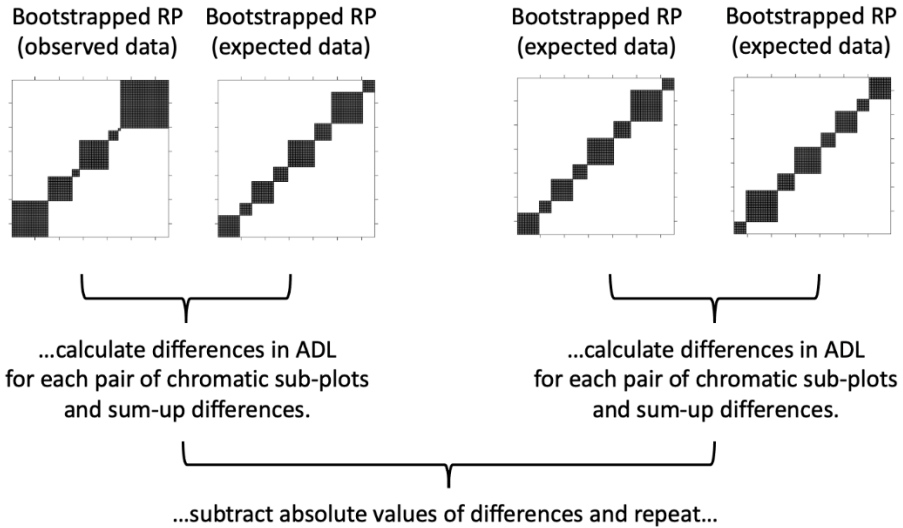 Bootstrapped RP
(observed data)
Bootstrapped RP
(expected data)
Bootstrapped RP
(expected data)
Bootstrapped RP
(expected data)
...calculate differences in ADL
for each pair of chromatic sub-plots
and sum-up differences.
...calculate differences in ADL
for each pair of chromatic sub-plots
and sum-up differences.
...subtract absolute values of differences and repeat...